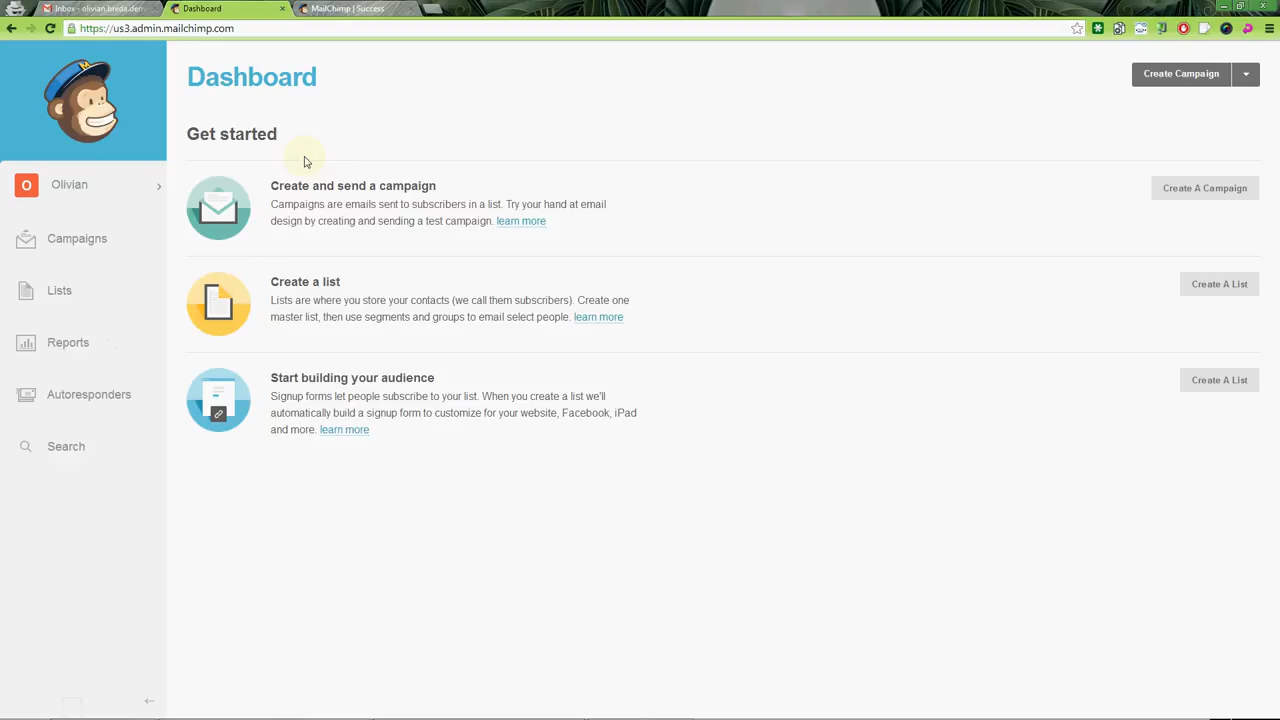 Inbox - olivian.breda.dem
Dashboard
MailChimp | Success
https://us3.admin.mailchimp.com
Dashboard
Create Campaign
Get started
O
Olivian
Create and send a campaign
Campaigns are emails sent to subscribers in a list. Try your hand at email
design by creating and sending a test campaign. learn more
Create A Campaign
Campaigns
Create a list
Lists are where you store your contacts (we call them subscribers). Create one
master list, then use segments and groups to email select people. learn more
Create A List
Lists
Reports
Start building your audience
Signup forms let people subscribe to your list. When you create a list we'll
automatically build a signup form to customize for your website, Facebook, iPad
and more. learn more
Create A List
Autoresponders
Search